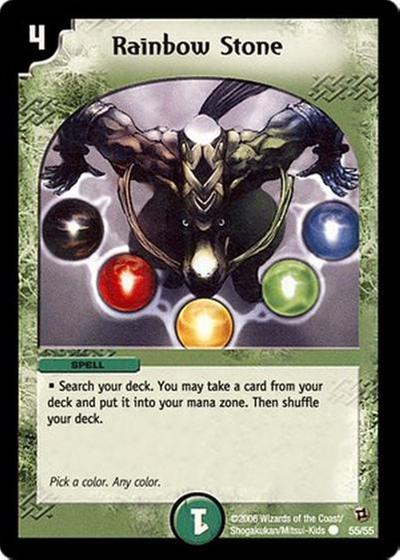 4
Rainbow Stone
SPELL
▪ Search your deck. You may take a card from your
deck and put it into your mana zone. Then shuffle
your deck.
Pick a color. Any color.
1
©2006 Wizards of the Coast/
Shogakukan/Mitsui-Kids ● 55/55